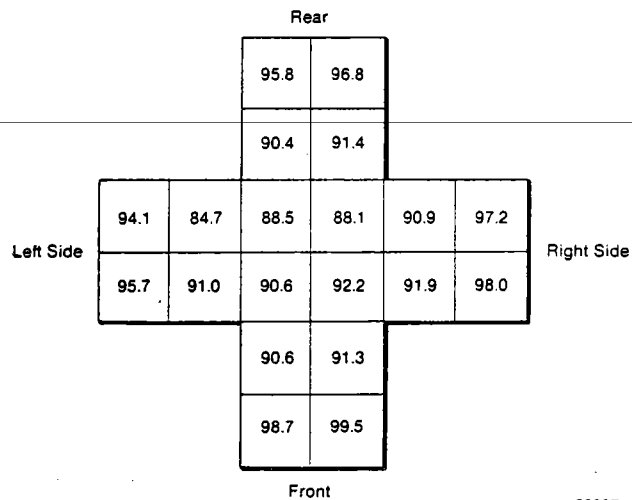 Rear
95.8 96.8
90.4 91.4
94.1 84.7 88.5 88.1 90.9 97.2
Left Side Right Side
95.7 91.0 90.6 92.2 91.9 98.0
90.6 91.3
98.7 99.5
Front